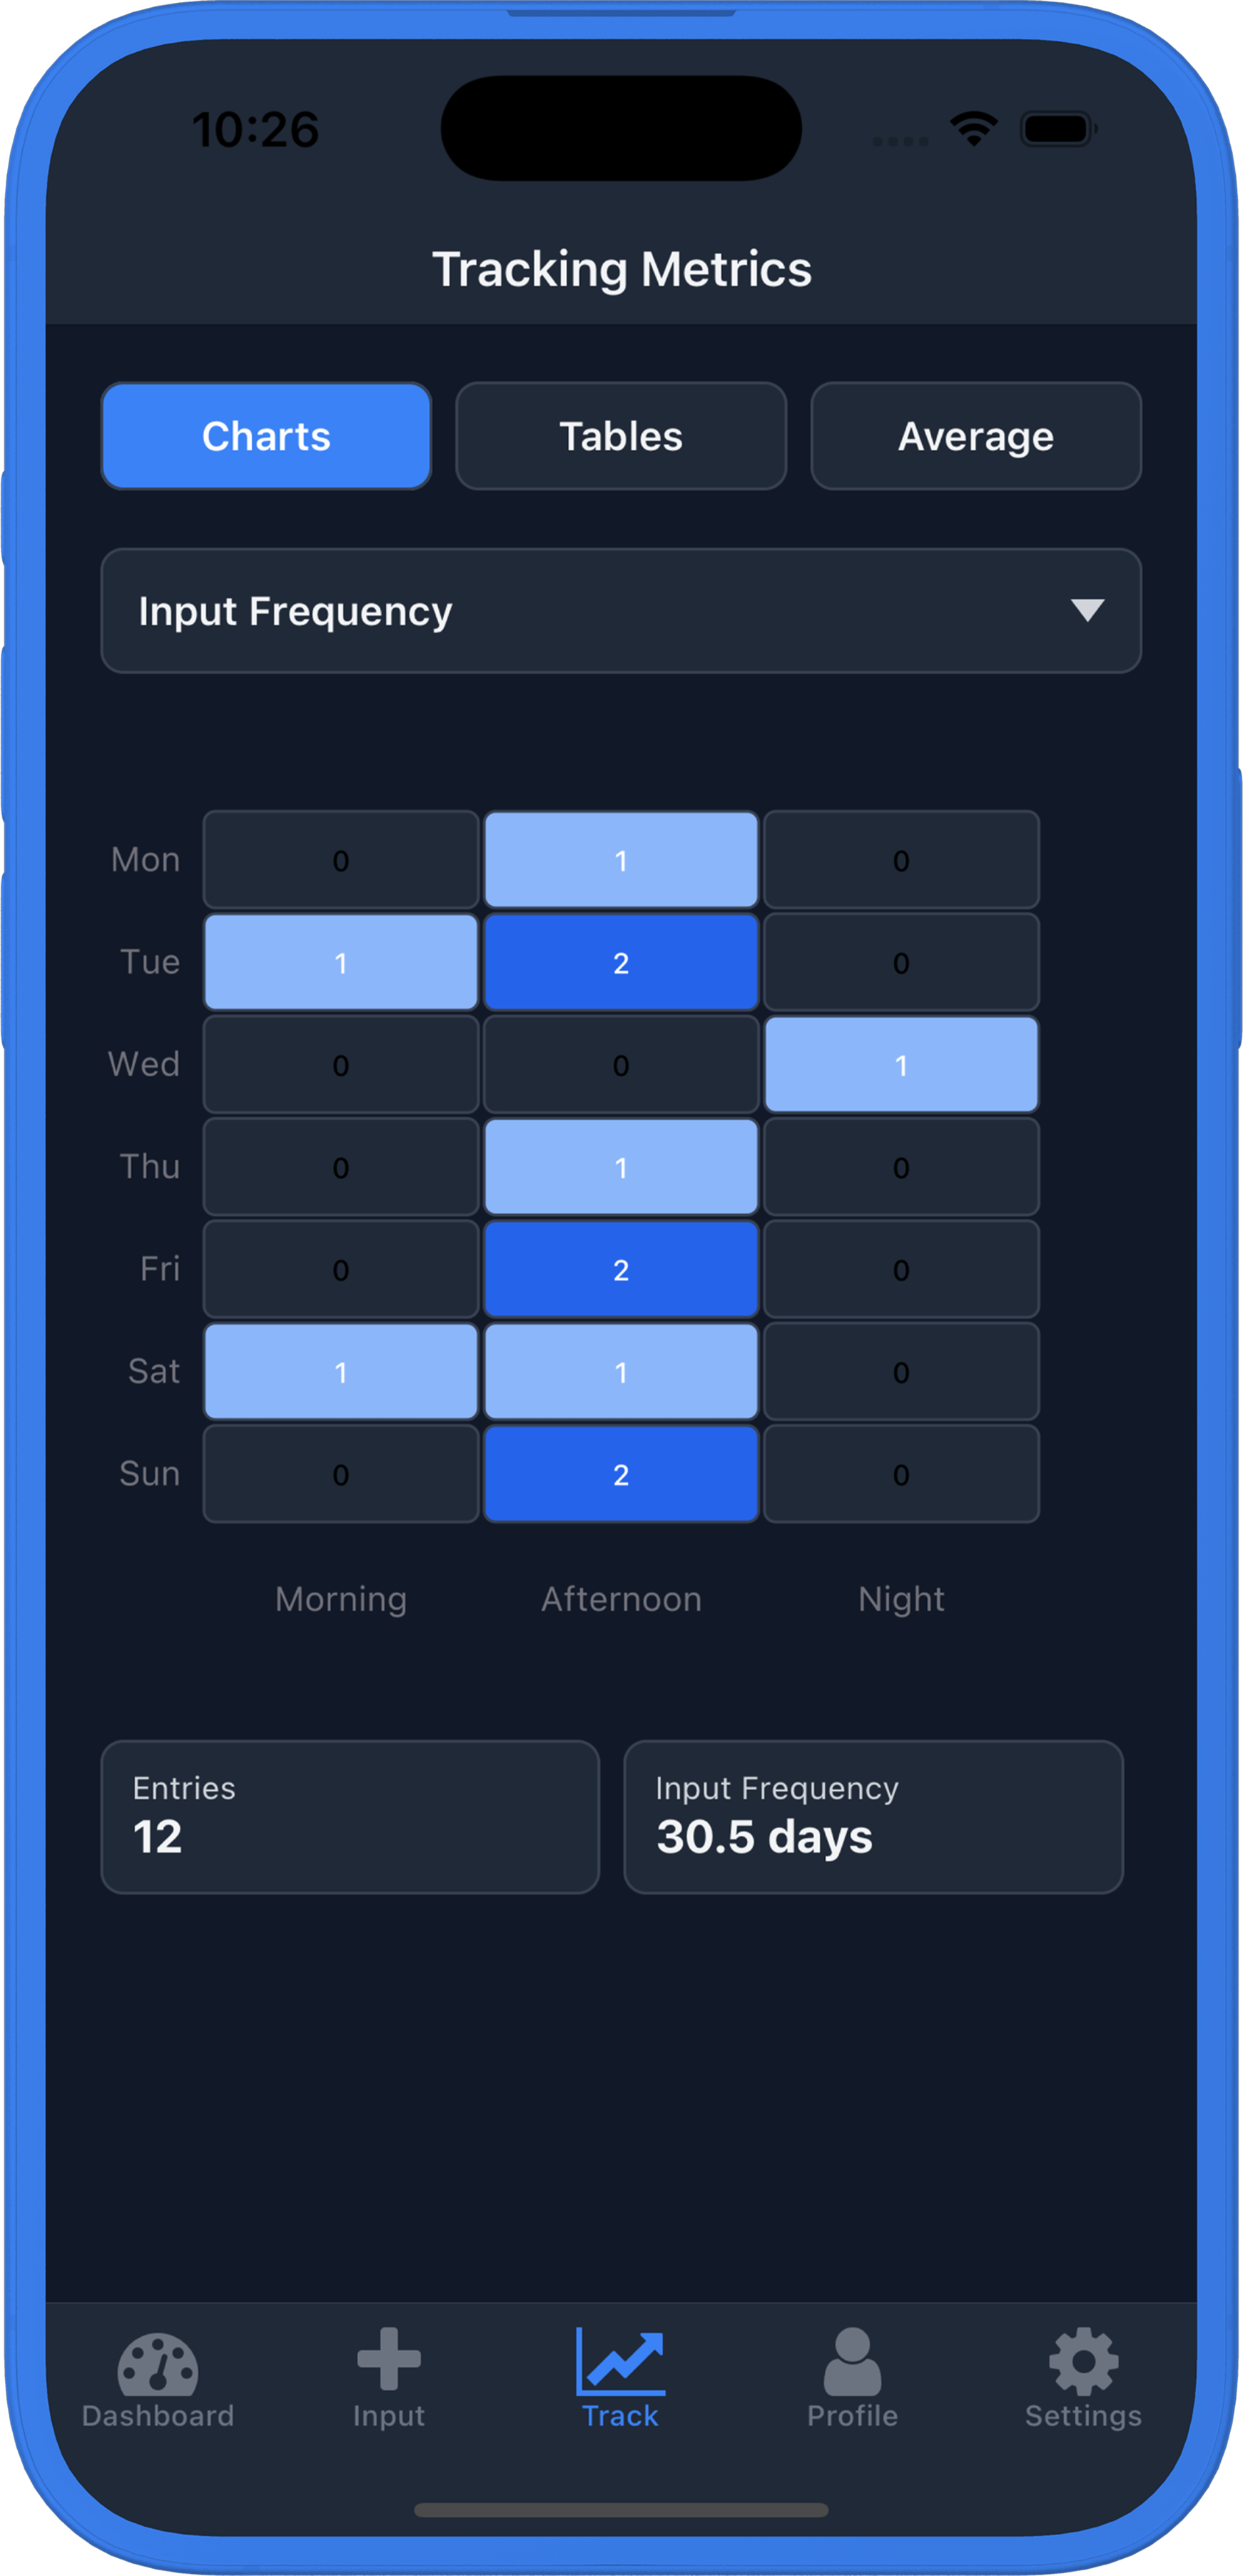 10:26
Tracking Metrics
Charts Tables Average
Input Frequency
Mon 0 1 0
Tue 1 2 0
Wed 0 0 1
Thu 0 1 0
Fri 0 2 0
Sat 1 1 0
Sun 0 2 0
Morning Afternoon Night
Entries Input Frequency
12 30.5 days
Dashboard Input Track Profile Settings